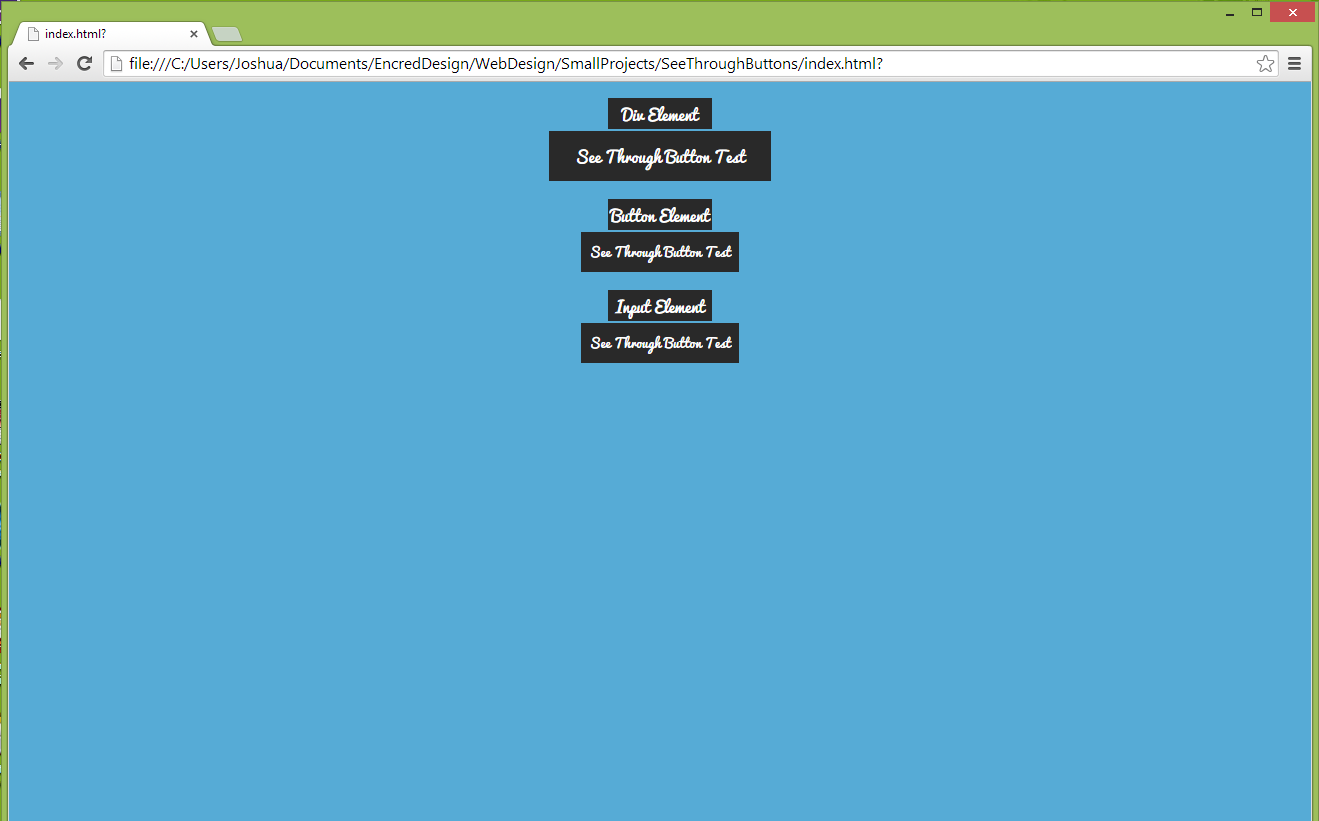 index.html?
file:///C:/Users/Joshua/Documents/EncredDesign/WebDesign/SmallProjects/SeeThroughButtons/index.html?
Div Element
See Through Button Test
Button Element
See Through Button Test
Input Element
See Through Button Test